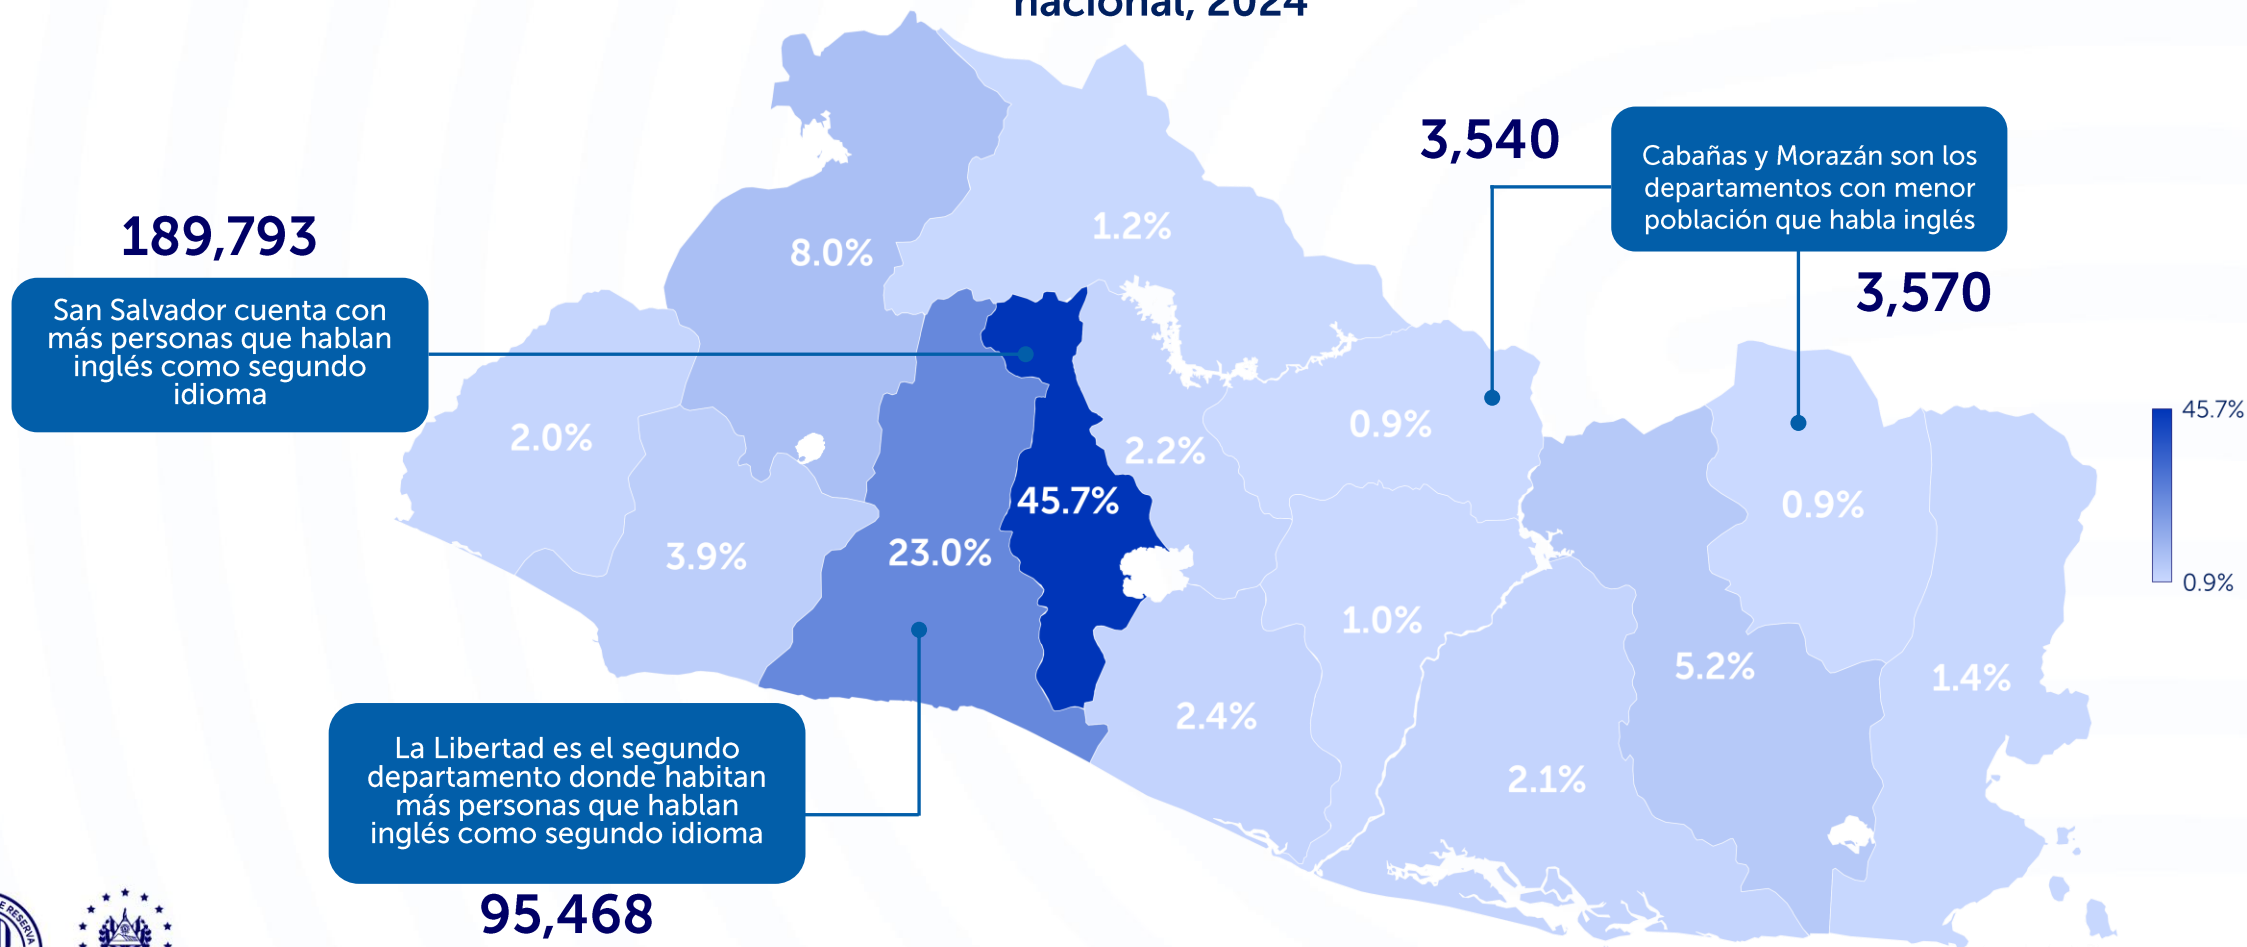 nacional, 2024
189,793
San Salvador cuenta con
más personas que hablan
inglés como segundo
idioma
3,540
Cabañas y Morazán son los
departamentos con menor
población que habla inglés
3,570
8.0%
1.2%
2.0%
3.9%
23.0%
45.7%
2.2%
0.9%
0.9%
1.0%
2.4%
2.1%
5.2%
1.4%
45.7%
0.9%
La Libertad es el segundo
departamento donde habitan
más personas que hablan
inglés como segundo idioma
95,468
E RESERVA